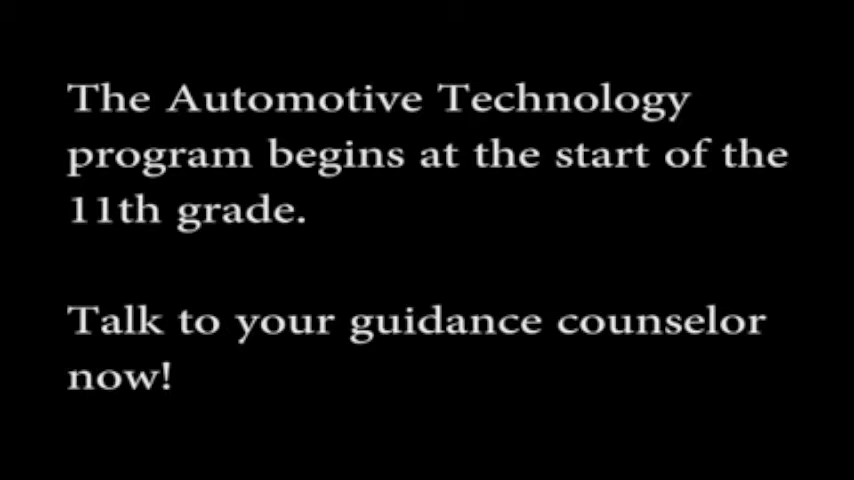 The Automotive Technology
program begins at the start of the
11th grade.
Talk to your guidance counselor
now!